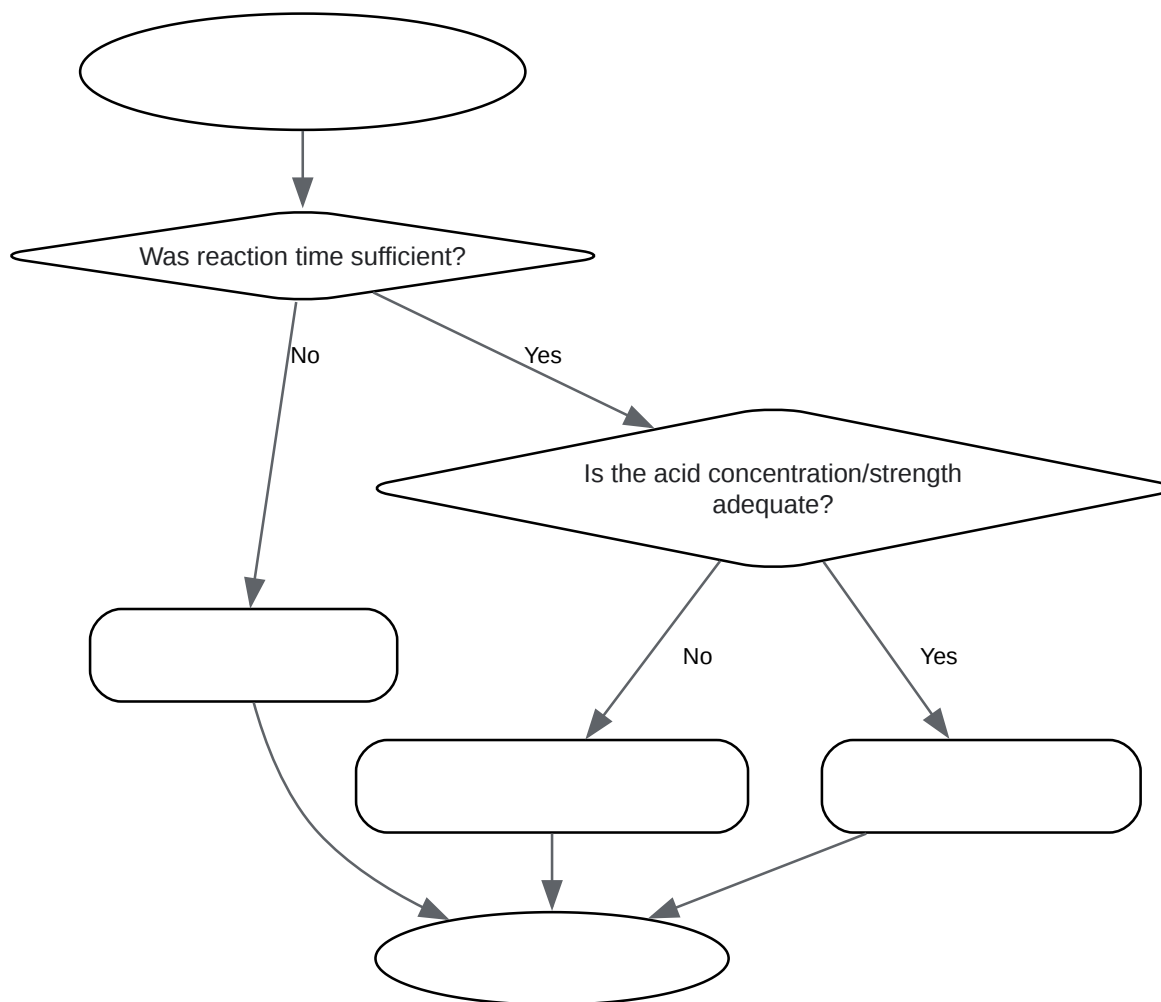 Was reaction time sufficient?
No
Yes
Is the acid concentration/strength
adequate?
No
Yes